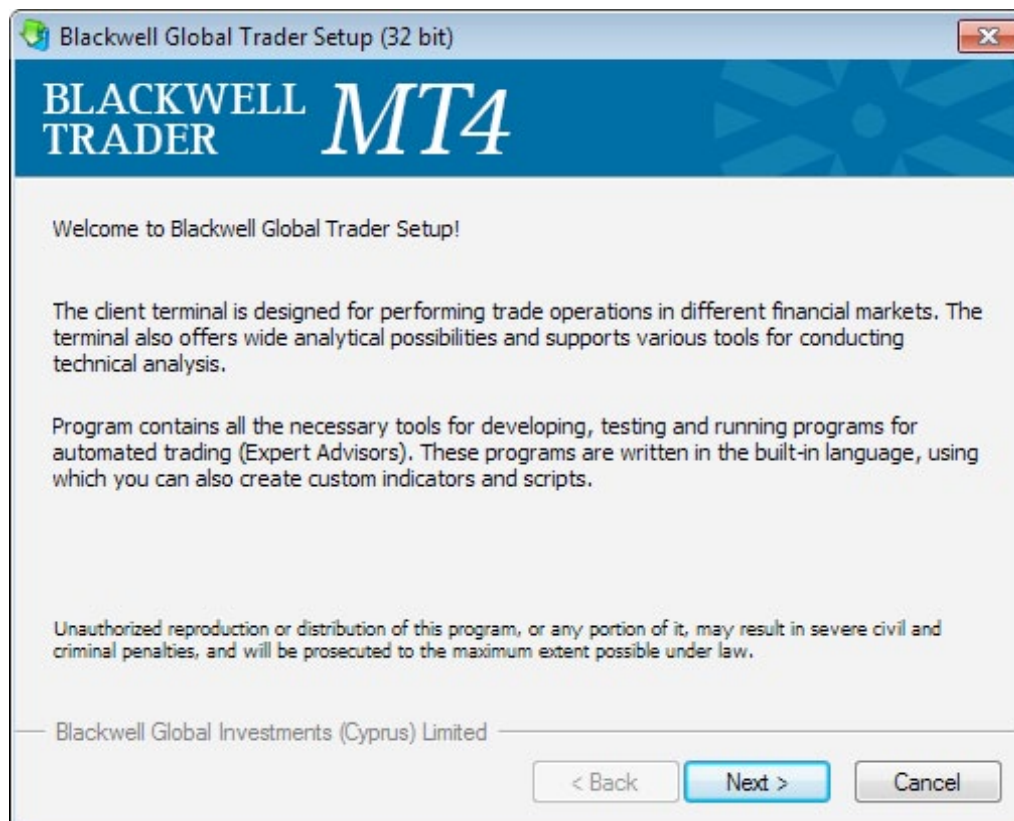 Blackwell Global Trader Setup (32 bit)
BLACKWELL
TRADER
MT4
Welcome to Blackwell Global Trader Setup!
The client terminal is designed for performing trade operations in different financial markets. The
terminal also offers wide analytical possibilities and supports various tools for conducting
technical analysis.
Program contains all the necessary tools for developing, testing and running programs for
automated trading (Expert Advisors). These programs are written in the built-in language, using
which you can also create custom indicators and scripts.
Unauthorized reproduction or distribution of this program, or any portion of it, may result in severe civil and
criminal penalties, and will be prosecuted to the maximum extent possible under law.
Blackwell Global Investments (Cyprus) Limited
< Back Next > Cancel